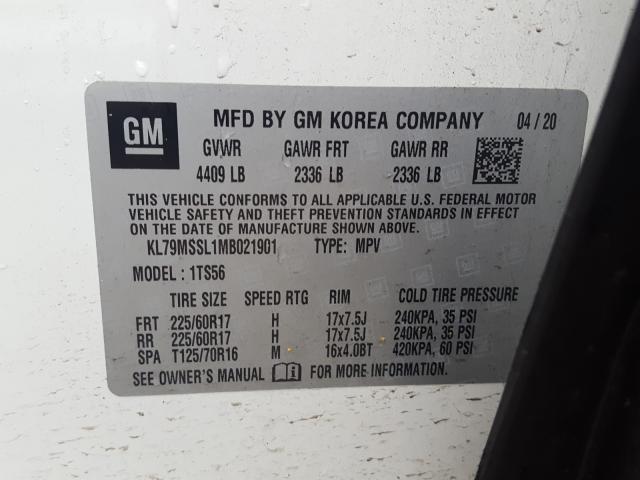 GM MFD BY GM KOREA COMPANY 04/20
GVWR GAWR FRT GAWR RR
4409 LB 2336 LB 2336 LB
THIS VEHICLE CONFORMS TO ALL APPLICABLE U.S. FEDERAL MOTOR
VEHICLE SAFETY AND THEFT PREVENTION STANDARDS IN EFFECT
ON THE DATE OF MANUFACTURE SHOWN ABOVE.
KL79MSSL1MB021901 TYPE: MPV
MODEL : 1TS56
TIRE SIZE SPEED RTG RIM COLD TIRE PRESSURE
FRT 225/60R17 H 17x7.5J 240KPA, 35 PSI
RR 225/60R17 H 17x7.5J 240KPA, 35 PSI
SPA T125/70R16 M 16x4.0BT 420KPA, 60 PSI
SEE OWNER'S MANUAL FOR MORE INFORMATION.